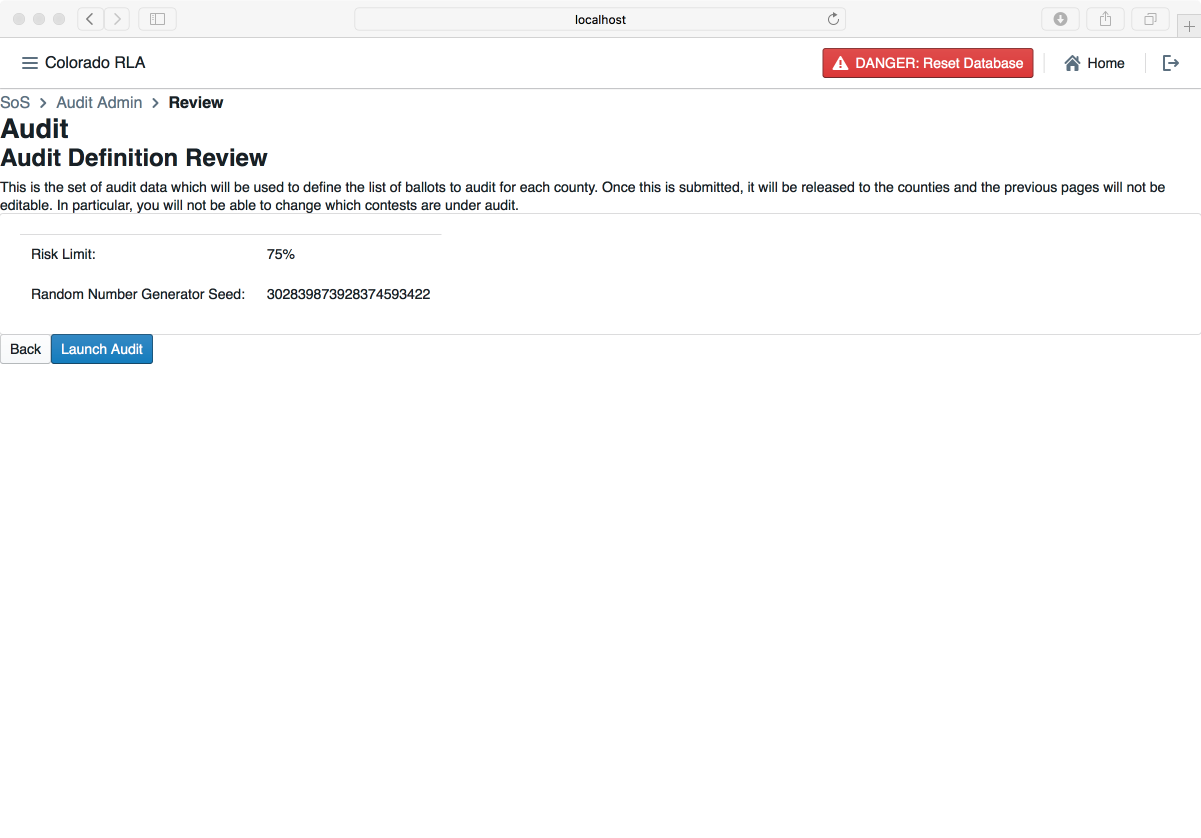 localhost
Colorado RLA
DANGER: Reset Database
Home
SoS > Audit Admin > Review
Audit
Audit Definition Review
This is the set of audit data which will be used to define the list of ballots to audit for each county. Once this is submitted, it will be released to the counties and the previous pages will not be
editable. In particular, you will not be able to change which contests are under audit.
Risk Limit: 75%
Random Number Generator Seed: 302839873928374593422
Back Launch Audit